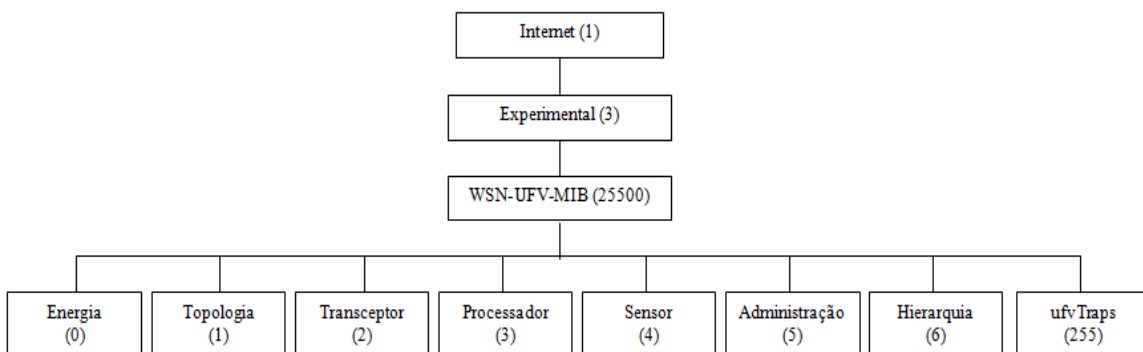 Internet (1)
Experimental (3)
WSN-UFV-MIB (25500)
Energia
(0)
Topologia
(1)
Transceptor
(2)
Processador
(3)
Sensor
(4)
Administração
(5)
Hierarquia
(6)
ufvTraps
(255)